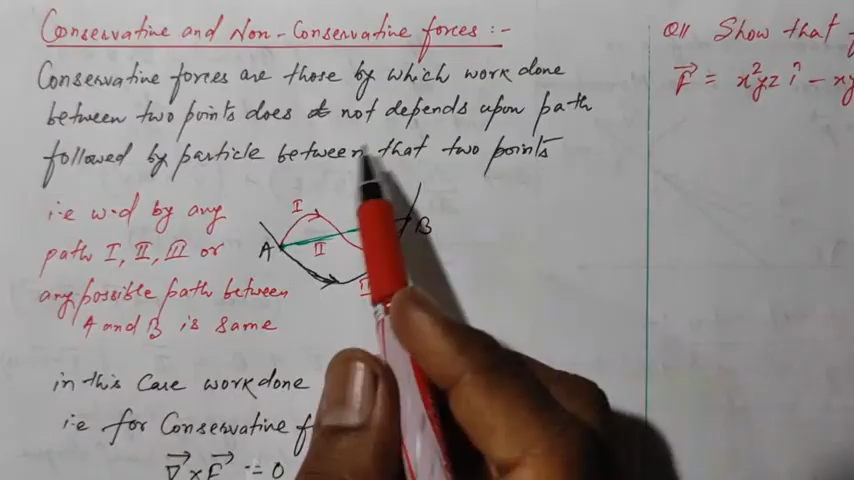 Conservative and Non-Conservative forces :-
Conservative forces are those by which work done
between two points does not depends upon path
followed by particle between that two points
i.e w.d by any
path I, II, III or
any possible path between
A and B is same
I
II
A
B
in this Case work done
i.e for Conservative f
∇⃗ × F⃗ = 0
Q11 Show that
F⃗ = x²yz î - xy